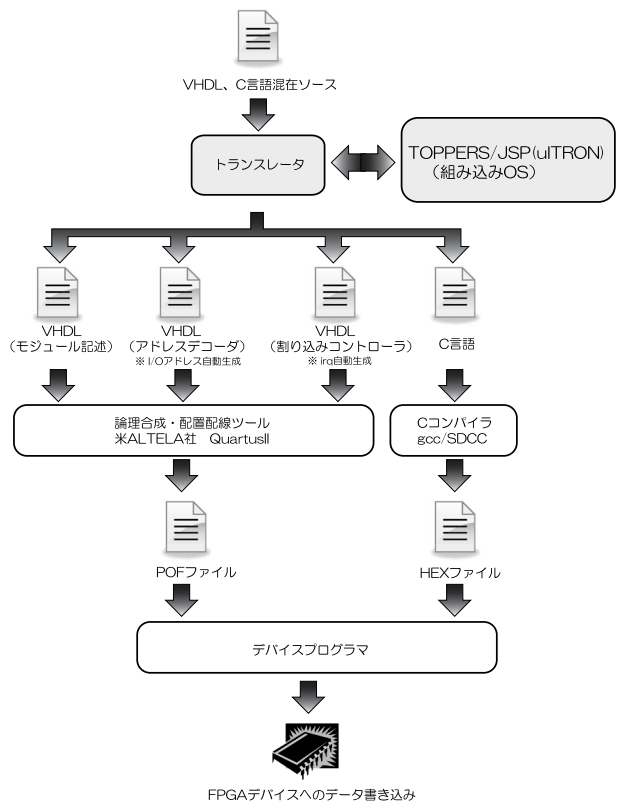 VHDL、C言語混在ソース
トランスレータ
TOPPERS/JSP(uITRON)
（組み込みOS）
VHDL
（モジュール記述）
VHDL
（アドレスデコーダ）
※ I/Oアドレス自動生成
VHDL
（割り込みコントローラ）
※ irq自動生成
C言語
論理合成・配置配線ツール
米ALTELA社　QuartusII
Cコンパイラ
gcc/SDCC
POFファイル
HEXファイル
デバイスプログラマ
FPGAデバイスへのデータ書き込み